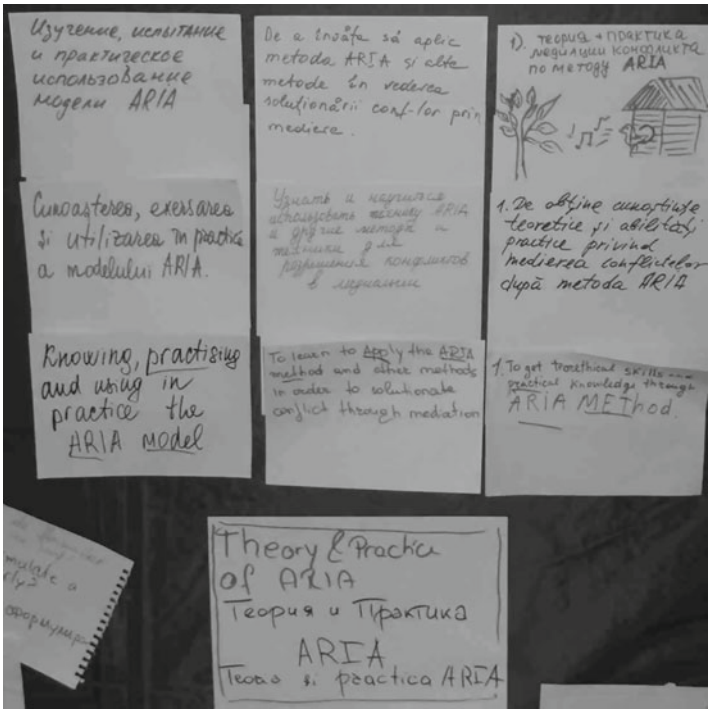 Изучение, испытание
и практическое
использование
модели ARIA
Cunoașterea, exersarea
și utilizarea în practică
a modelului ARIA.
Knowing, practising
and using in
practice the
ARIA model
De a învăța să aplic
metoda ARIA și alte
metode în vederea
soluționării conf-lor prin
mediere.
Узнать и научиться
использовать технику ARIA
и другие методы и
техники для
разрешения конфликтов
в медиации
To learn to Apply the ARIA
method and other methods
in order to solutionate
conflict through mediation
1). теория + практика
медиации конфликта
по методу ARIA
1. De obține cunoștințe
teoretice și abilități
practice privind
medierea conflictelor
după metoda ARIA
1. To get teorethical skills
practical knowledge through
ARIA METhod.
mulate a
rly?
формулиро
Theory & Practice
of ARIA
Теория и Практика
ARIA
și practica ARIA